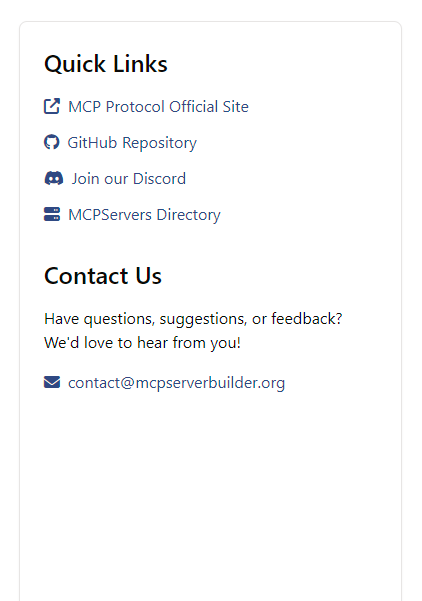 Quick Links
MCP Protocol Official Site
GitHub Repository
Join our Discord
MCPServers Directory
Contact Us
Have questions, suggestions, or feedback?
We'd love to hear from you!
contact@mcpserverbuilder.org